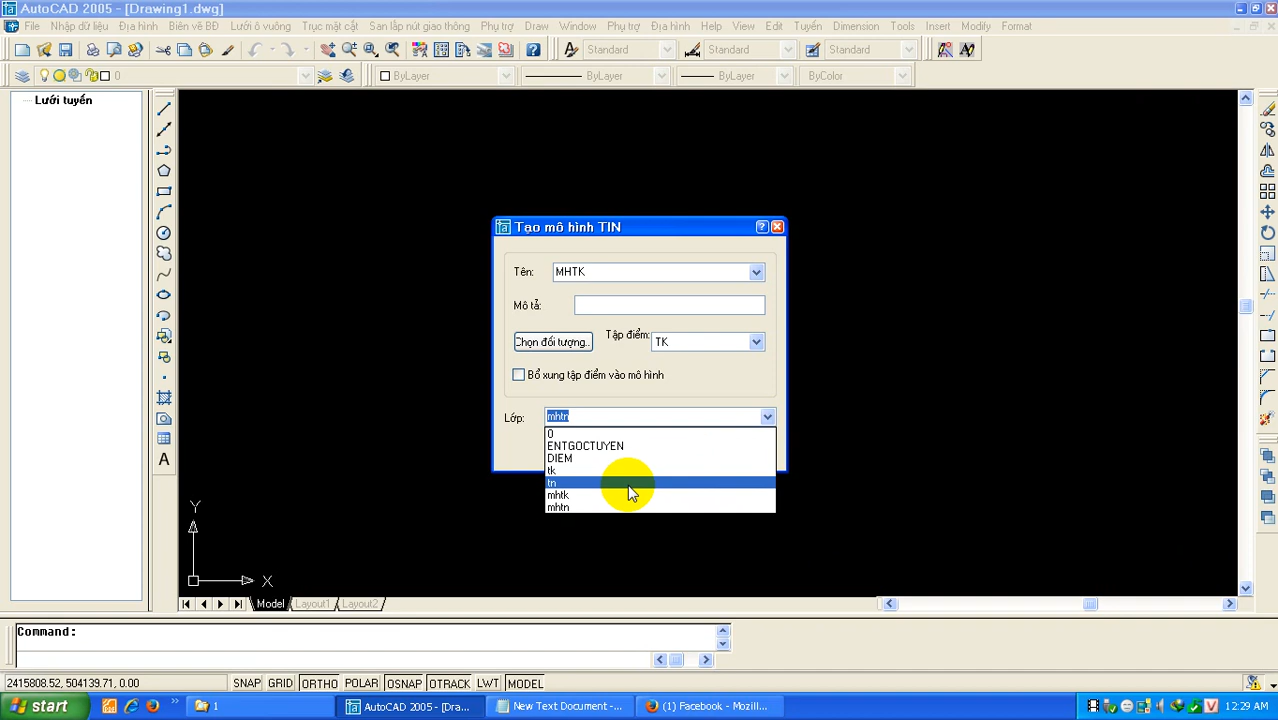 AutoCAD 2005 - [Drawing1.dwg]
File Nhập dữ liệu Địa hình Biên vẽ BĐ Lưới ô vuông Trục mặt cắt San lấp nút giao thông Phụ trợ Draw Window Phụ trợ Địa hình Help View Edit Tuyến Dimension Tools Insert Modify Format
Standard Standard Standard
0 ByLayer ByLayer ByLayer ByColor
Lưới tuyến
Tạo mô hình TIN
Tên: MHTK
Mô tả:
Chọn đối tượng.. Tập điểm: TK
Bổ xung tập điểm vào mô hình
Lớp: mhtn
0
ENTGOCTUYEN
DIEM
tk
tn
mhtk
mhtn
Y
X
Model Layout1 Layout2
Command:
2415808.52, 504139.71, 0.00 SNAP GRID ORTHO POLAR OSNAP OTRACK LWT MODEL
start 1 AutoCAD 2005 - [Dra... New Text Document -... (1) Facebook - Mozill... 12:29 AM